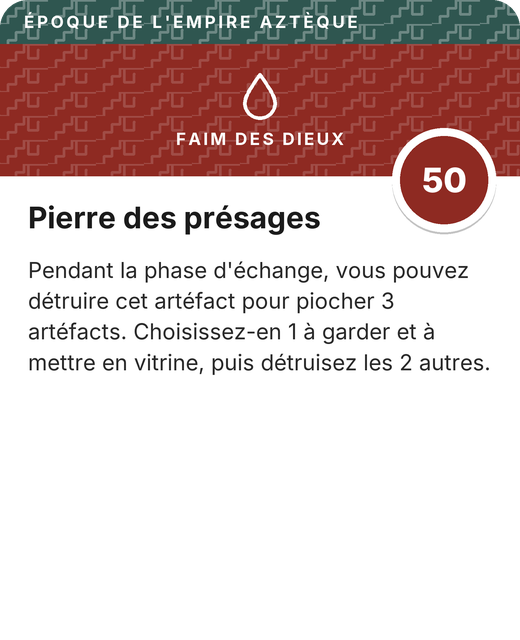 ÉPOQUE DE L'EMPIRE AZTÈQUE
FAIM DES DIEUX
50
Pierre des présages
Pendant la phase d'échange, vous pouvez
détruire cet artéfact pour piocher 3
artéfacts. Choisissez-en 1 à garder et à
mettre en vitrine, puis détruisez les 2 autres.